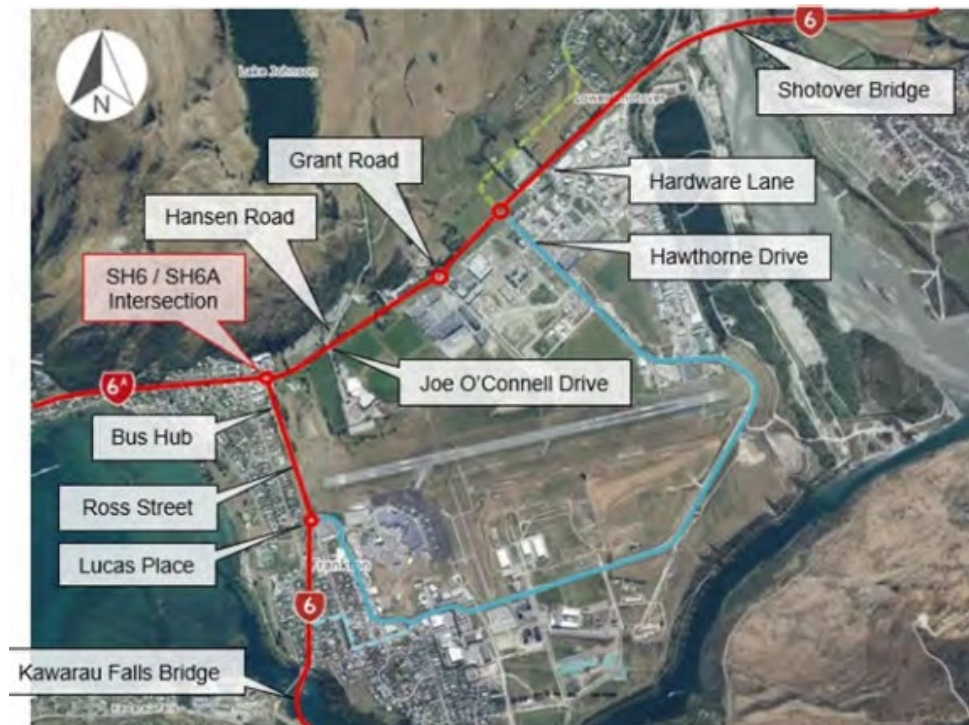 6
Lake Johnson
Shotover Bridge
Grant Road
Hardware Lane
Hansen Road
Hawthorne Drive
SH6 / SH6A
Intersection
6A
Joe O'Connell Drive
Bus Hub
Ross Street
Lucas Place
Frankton
6
Kawarau Falls Bridge
N